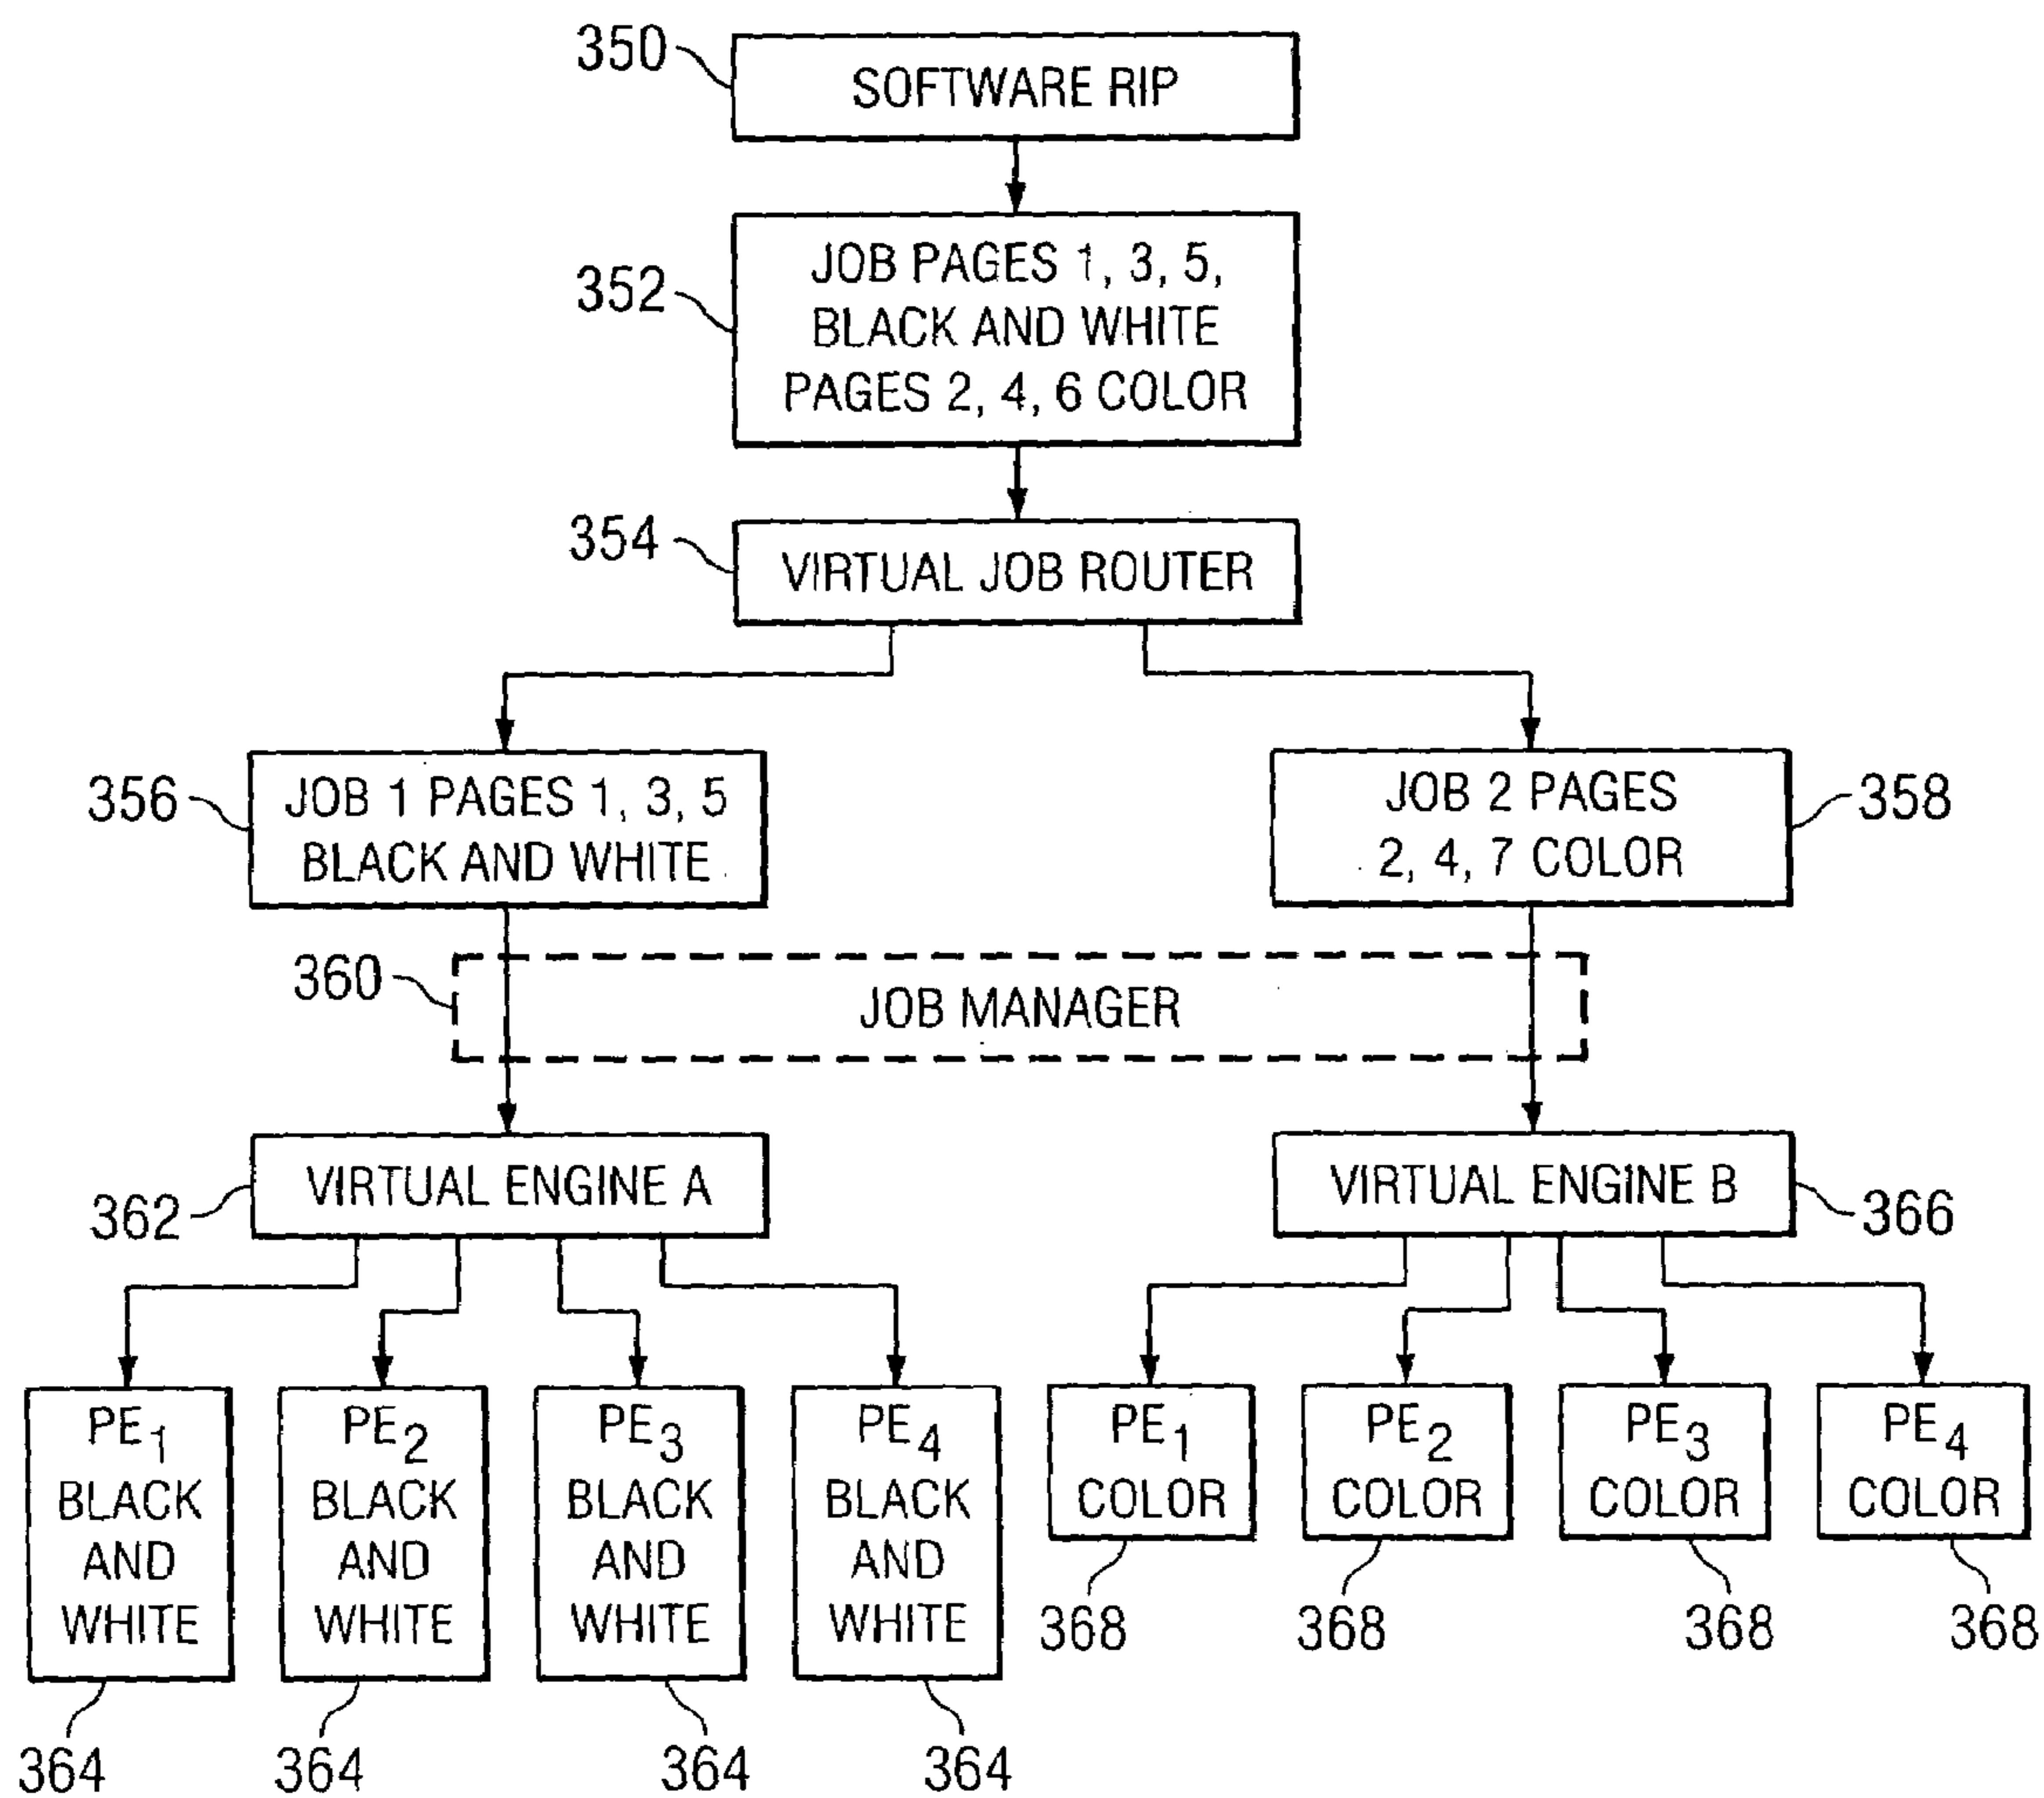 350
SOFTWARE RIP
352
JOB PAGES 1, 3, 5,
BLACK AND WHITE
PAGES 2, 4, 6 COLOR
354
VIRTUAL JOB ROUTER
356
JOB 1 PAGES 1, 3, 5
BLACK AND WHITE
JOB 2 PAGES
2, 4, 7 COLOR
358
360
JOB MANAGER
362
VIRTUAL ENGINE A
VIRTUAL ENGINE B
366
PE1
BLACK
AND
WHITE
364
PE2
BLACK
AND
WHITE
364
PE3
BLACK
AND
WHITE
364
PE4
BLACK
AND
WHITE
364
PE1
COLOR
368
PE2
COLOR
368
PE3
COLOR
368
PE4
COLOR
368